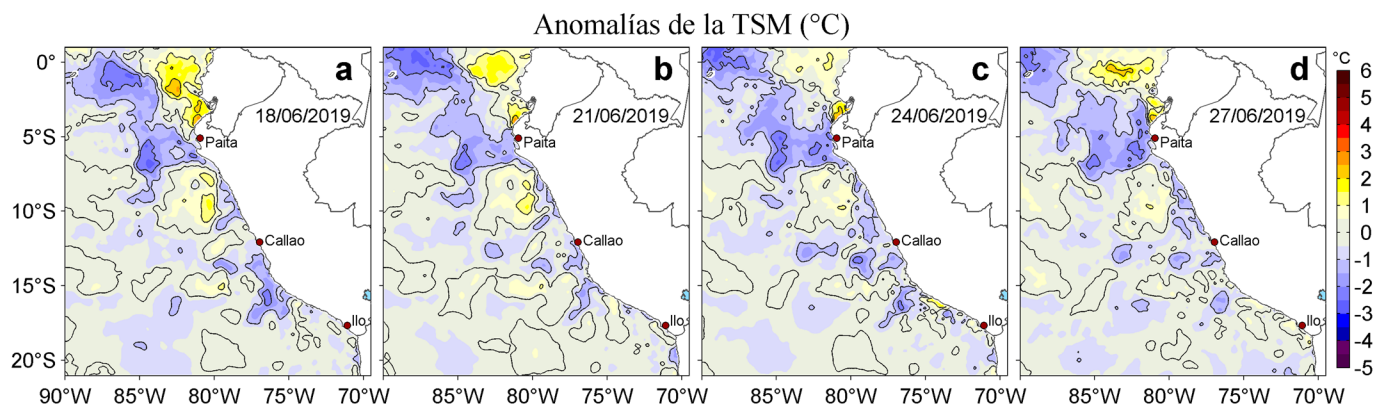 Anomalías de la TSM (°C)
a
18/06/2019
Paita
Callao
Ilo
b
21/06/2019
Paita
Callao
Ilo
c
24/06/2019
Paita
Callao
Ilo
d
27/06/2019
Paita
Callao
Ilo
0°
5°S
10°S
15°S
20°S
90°W 85°W 80°W 75°W 70°W
85°W 80°W 75°W 70°W
85°W 80°W 75°W 70°W
85°W 80°W 75°W 70°W
°C
6
5
4
3
2
1
0
-1
-2
-3
-4
-5